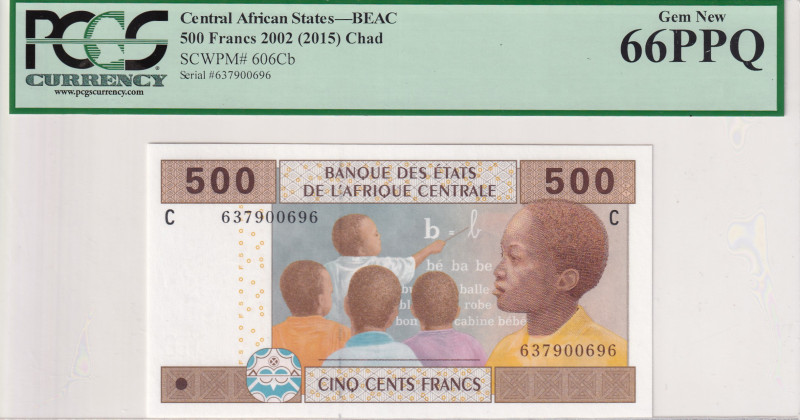 PCGS
CURRENCY
www.pcgscurrency.com
Central African States—BEAC
500 Francs 2002 (2015) Chad
SCWPM# 606Cb
Serial #637900696
Gem New
66PPQ
500
BANQUE DES ÉTATS
DE L'AFRIQUE CENTRALE
500
C 637900696
C
b = b
bé ba be
balle
robe
bon cabine bébé
637900696
CINQ CENTS FRANCS